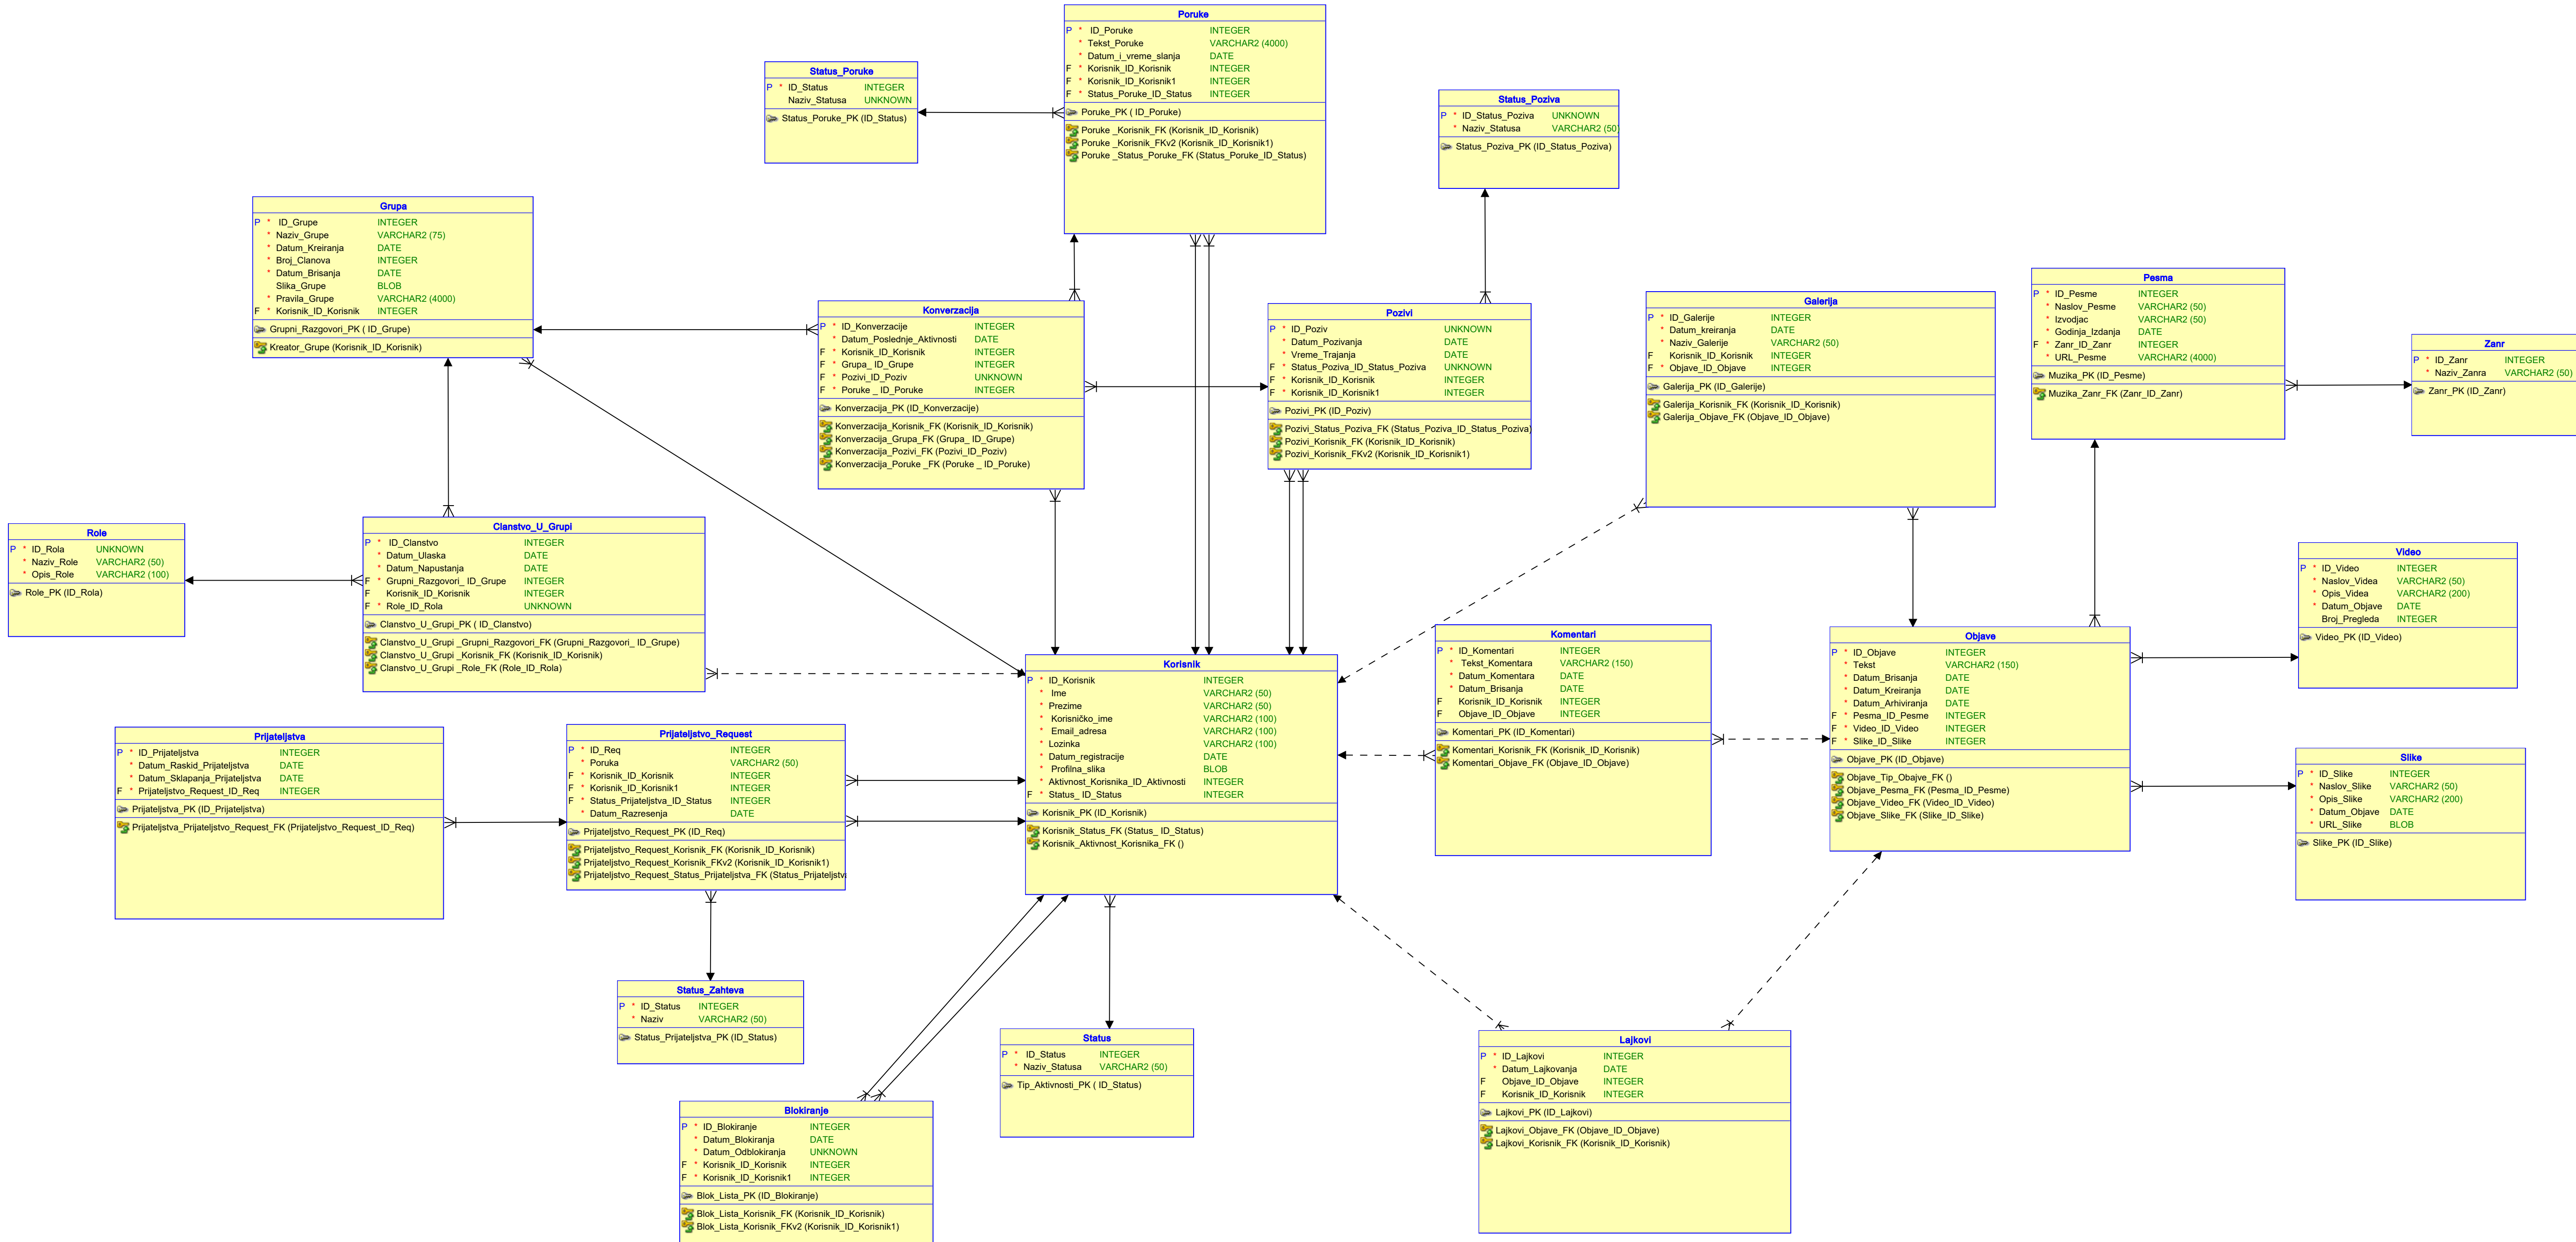 Poruke
P * ID_Poruke INTEGER
* Tekst_Poruke VARCHAR2 (4000)
* Datum_i_vreme_slanja DATE
F * Korisnik_ID_Korisnik INTEGER
F * Korisnik_ID_Korisnik1 INTEGER
F * Status_Poruke_ID_Status INTEGER
Poruke_PK ( ID_Poruke)
Poruke _Korisnik_FK (Korisnik_ID_Korisnik)
Poruke _Korisnik_FKv2 (Korisnik_ID_Korisnik1)
Poruke _Status_Poruke_FK (Status_Poruke_ID_Status)
Status_Poruke
P * ID_Status INTEGER
Naziv_Statusa UNKNOWN
Status_Poruke_PK (ID_Status)
Status_Poziva
P * ID_Status_Poziva UNKNOWN
* Naziv_Statusa VARCHAR2 (50)
Status_Poziva_PK (ID_Status_Poziva)
Grupa
P * ID_Grupe INTEGER
* Naziv_Grupe VARCHAR2 (75)
* Datum_Kreiranja DATE
* Broj_Clanova INTEGER
* Datum_Brisanja DATE
Slika_Grupe BLOB
* Pravila_Grupe VARCHAR2 (4000)
F * Korisnik_ID_Korisnik INTEGER
Grupni_Razgovori_PK ( ID_Grupe)
Kreator_Grupe (Korisnik_ID_Korisnik)
Konverzacija
P * ID_Konverzacije INTEGER
* Datum_Poslednje_Aktivnosti DATE
F * Korisnik_ID_Korisnik INTEGER
F * Grupa_ ID_Grupe INTEGER
F * Pozivi_ID_Poziv UNKNOWN
F * Poruke _ ID_Poruke INTEGER
Konverzacija_PK (ID_Konverzacije)
Konverzacija_Korisnik_FK (Korisnik_ID_Korisnik)
Konverzacija_Grupa_FK (Grupa_ ID_Grupe)
Konverzacija_Pozivi_FK (Pozivi_ID_Poziv)
Konverzacija_Poruke _FK (Poruke _ ID_Poruke)
Pozivi
P * ID_Poziv UNKNOWN
* Datum_Pozivanja DATE
* Vreme_Trajanja DATE
F * Status_Poziva_ID_Status_Poziva UNKNOWN
F * Korisnik_ID_Korisnik INTEGER
F * Korisnik_ID_Korisnik1 INTEGER
Pozivi_PK (ID_Poziv)
Pozivi_Status_Poziva_FK (Status_Poziva_ID_Status_Poziva)
Pozivi_Korisnik_FK (Korisnik_ID_Korisnik)
Pozivi_Korisnik_FKv2 (Korisnik_ID_Korisnik1)
Galerija
P * ID_Galerije INTEGER
* Datum_kreiranja DATE
* Naziv_Galerije VARCHAR2 (50)
F Korisnik_ID_Korisnik INTEGER
F * Objave_ID_Objave INTEGER
Galerija_PK (ID_Galerije)
Galerija_Korisnik_FK (Korisnik_ID_Korisnik)
Galerija_Objave_FK (Objave_ID_Objave)
Pesma
P * ID_Pesme INTEGER
* Naslov_Pesme VARCHAR2 (50)
* Izvodjac VARCHAR2 (50)
* Godinja_Izdanja DATE
F * Zanr_ID_Zanr INTEGER
* URL_Pesme VARCHAR2 (4000)
Muzika_PK (ID_Pesme)
Muzika_Zanr_FK (Zanr_ID_Zanr)
Zanr
P * ID_Zanr INTEGER
* Naziv_Zanra VARCHAR2 (50)
Zanr_PK (ID_Zanr)
Role
P * ID_Rola UNKNOWN
* Naziv_Role VARCHAR2 (50)
* Opis_Role VARCHAR2 (100)
Role_PK (ID_Rola)
Clanstvo_U_Grupi
P * ID_Clanstvo INTEGER
* Datum_Ulaska DATE
* Datum_Napustanja DATE
F * Grupni_Razgovori_ ID_Grupe INTEGER
F Korisnik_ID_Korisnik INTEGER
F * Role_ID_Rola UNKNOWN
Clanstvo_U_Grupi_PK ( ID_Clanstvo)
Clanstvo_U_Grupi _Grupni_Razgovori_FK (Grupni_Razgovori_ ID_Grupe)
Clanstvo_U_Grupi _Korisnik_FK (Korisnik_ID_Korisnik)
Clanstvo_U_Grupi _Role_FK (Role_ID_Rola)
Video
P * ID_Video INTEGER
* Naslov_Videa VARCHAR2 (50)
* Opis_Videa VARCHAR2 (200)
* Datum_Objave DATE
Broj_Pregleda INTEGER
Video_PK (ID_Video)
Komentari
P * ID_Komentari INTEGER
* Tekst_Komentara VARCHAR2 (150)
* Datum_Komentara DATE
* Datum_Brisanja DATE
F Korisnik_ID_Korisnik INTEGER
F Objave_ID_Objave INTEGER
Komentari_PK (ID_Komentari)
Komentari_Korisnik_FK (Korisnik_ID_Korisnik)
Komentari_Objave_FK (Objave_ID_Objave)
Objave
P * ID_Objave INTEGER
* Tekst VARCHAR2 (150)
* Datum_Brisanja DATE
* Datum_Kreiranja DATE
* Datum_Arhiviranja DATE
F * Pesma_ID_Pesme INTEGER
F * Video_ID_Video INTEGER
F * Slike_ID_Slike INTEGER
Objave_PK (ID_Objave)
Objave_Tip_Obajve_FK ()
Objave_Pesma_FK (Pesma_ID_Pesme)
Objave_Video_FK (Video_ID_Video)
Objave_Slike_FK (Slike_ID_Slike)
Korisnik
P * ID_Korisnik INTEGER
* Ime VARCHAR2 (50)
* Prezime VARCHAR2 (50)
* Korisničko_ime VARCHAR2 (100)
* Email_adresa VARCHAR2 (100)
* Lozinka VARCHAR2 (100)
* Datum_registracije DATE
* Profilna_slika BLOB
* Aktivnost_Korisnika_ID_Aktivnosti INTEGER
F * Status_ ID_Status INTEGER
Korisnik_PK (ID_Korisnik)
Korisnik_Status_FK (Status_ ID_Status)
Korisnik_Aktivnost_Korisnika_FK ()
Prijateljstva
P * ID_Prijateljstva INTEGER
* Datum_Raskid_Prijateljstva DATE
* Datum_Sklapanja_Prijateljstva DATE
F * Prijateljstvo_Request_ID_Req INTEGER
Prijateljstva_PK (ID_Prijateljstva)
Prijateljstva_Prijateljstvo_Request_FK (Prijateljstvo_Request_ID_Req)
Prijateljstvo_Request
P * ID_Req INTEGER
* Poruka VARCHAR2 (50)
F * Korisnik_ID_Korisnik INTEGER
F * Korisnik_ID_Korisnik1 INTEGER
F * Status_Prijateljstva_ID_Status INTEGER
* Datum_Razresenja DATE
Prijateljstvo_Request_PK (ID_Req)
Prijateljstvo_Request_Korisnik_FK (Korisnik_ID_Korisnik)
Prijateljstvo_Request_Korisnik_FKv2 (Korisnik_ID_Korisnik1)
Prijateljstvo_Request_Status_Prijateljstva_FK (Status_Prijateljstv
Slike
P * ID_Slike INTEGER
* Naslov_Slike VARCHAR2 (50)
* Opis_Slike VARCHAR2 (200)
* Datum_Objave DATE
* URL_Slike BLOB
Slike_PK (ID_Slike)
Status_Zahteva
P * ID_Status INTEGER
* Naziv VARCHAR2 (50)
Status_Prijateljstva_PK (ID_Status)
Status
P * ID_Status INTEGER
* Naziv_Statusa VARCHAR2 (50)
Tip_Aktivnosti_PK ( ID_Status)
Lajkovi
P * ID_Lajkovi INTEGER
* Datum_Lajkovanja DATE
F Objave_ID_Objave INTEGER
F Korisnik_ID_Korisnik INTEGER
Lajkovi_PK (ID_Lajkovi)
Lajkovi_Objave_FK (Objave_ID_Objave)
Lajkovi_Korisnik_FK (Korisnik_ID_Korisnik)
Blokiranje
P * ID_Blokiranje INTEGER
* Datum_Blokiranja DATE
* Datum_Odblokiranja UNKNOWN
F * Korisnik_ID_Korisnik INTEGER
F * Korisnik_ID_Korisnik1 INTEGER
Blok_Lista_PK (ID_Blokiranje)
Blok_Lista_Korisnik_FK (Korisnik_ID_Korisnik)
Blok_Lista_Korisnik_FKv2 (Korisnik_ID_Korisnik1)